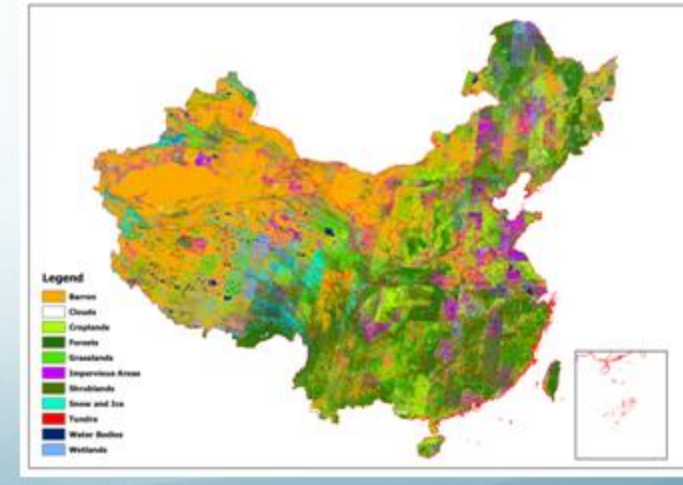 Legend
Barren
Clouds
Croplands
Forests
Grasslands
Impervious Areas
Shrublands
Snow and Ice
Tundra
Water Bodies
Wetlands